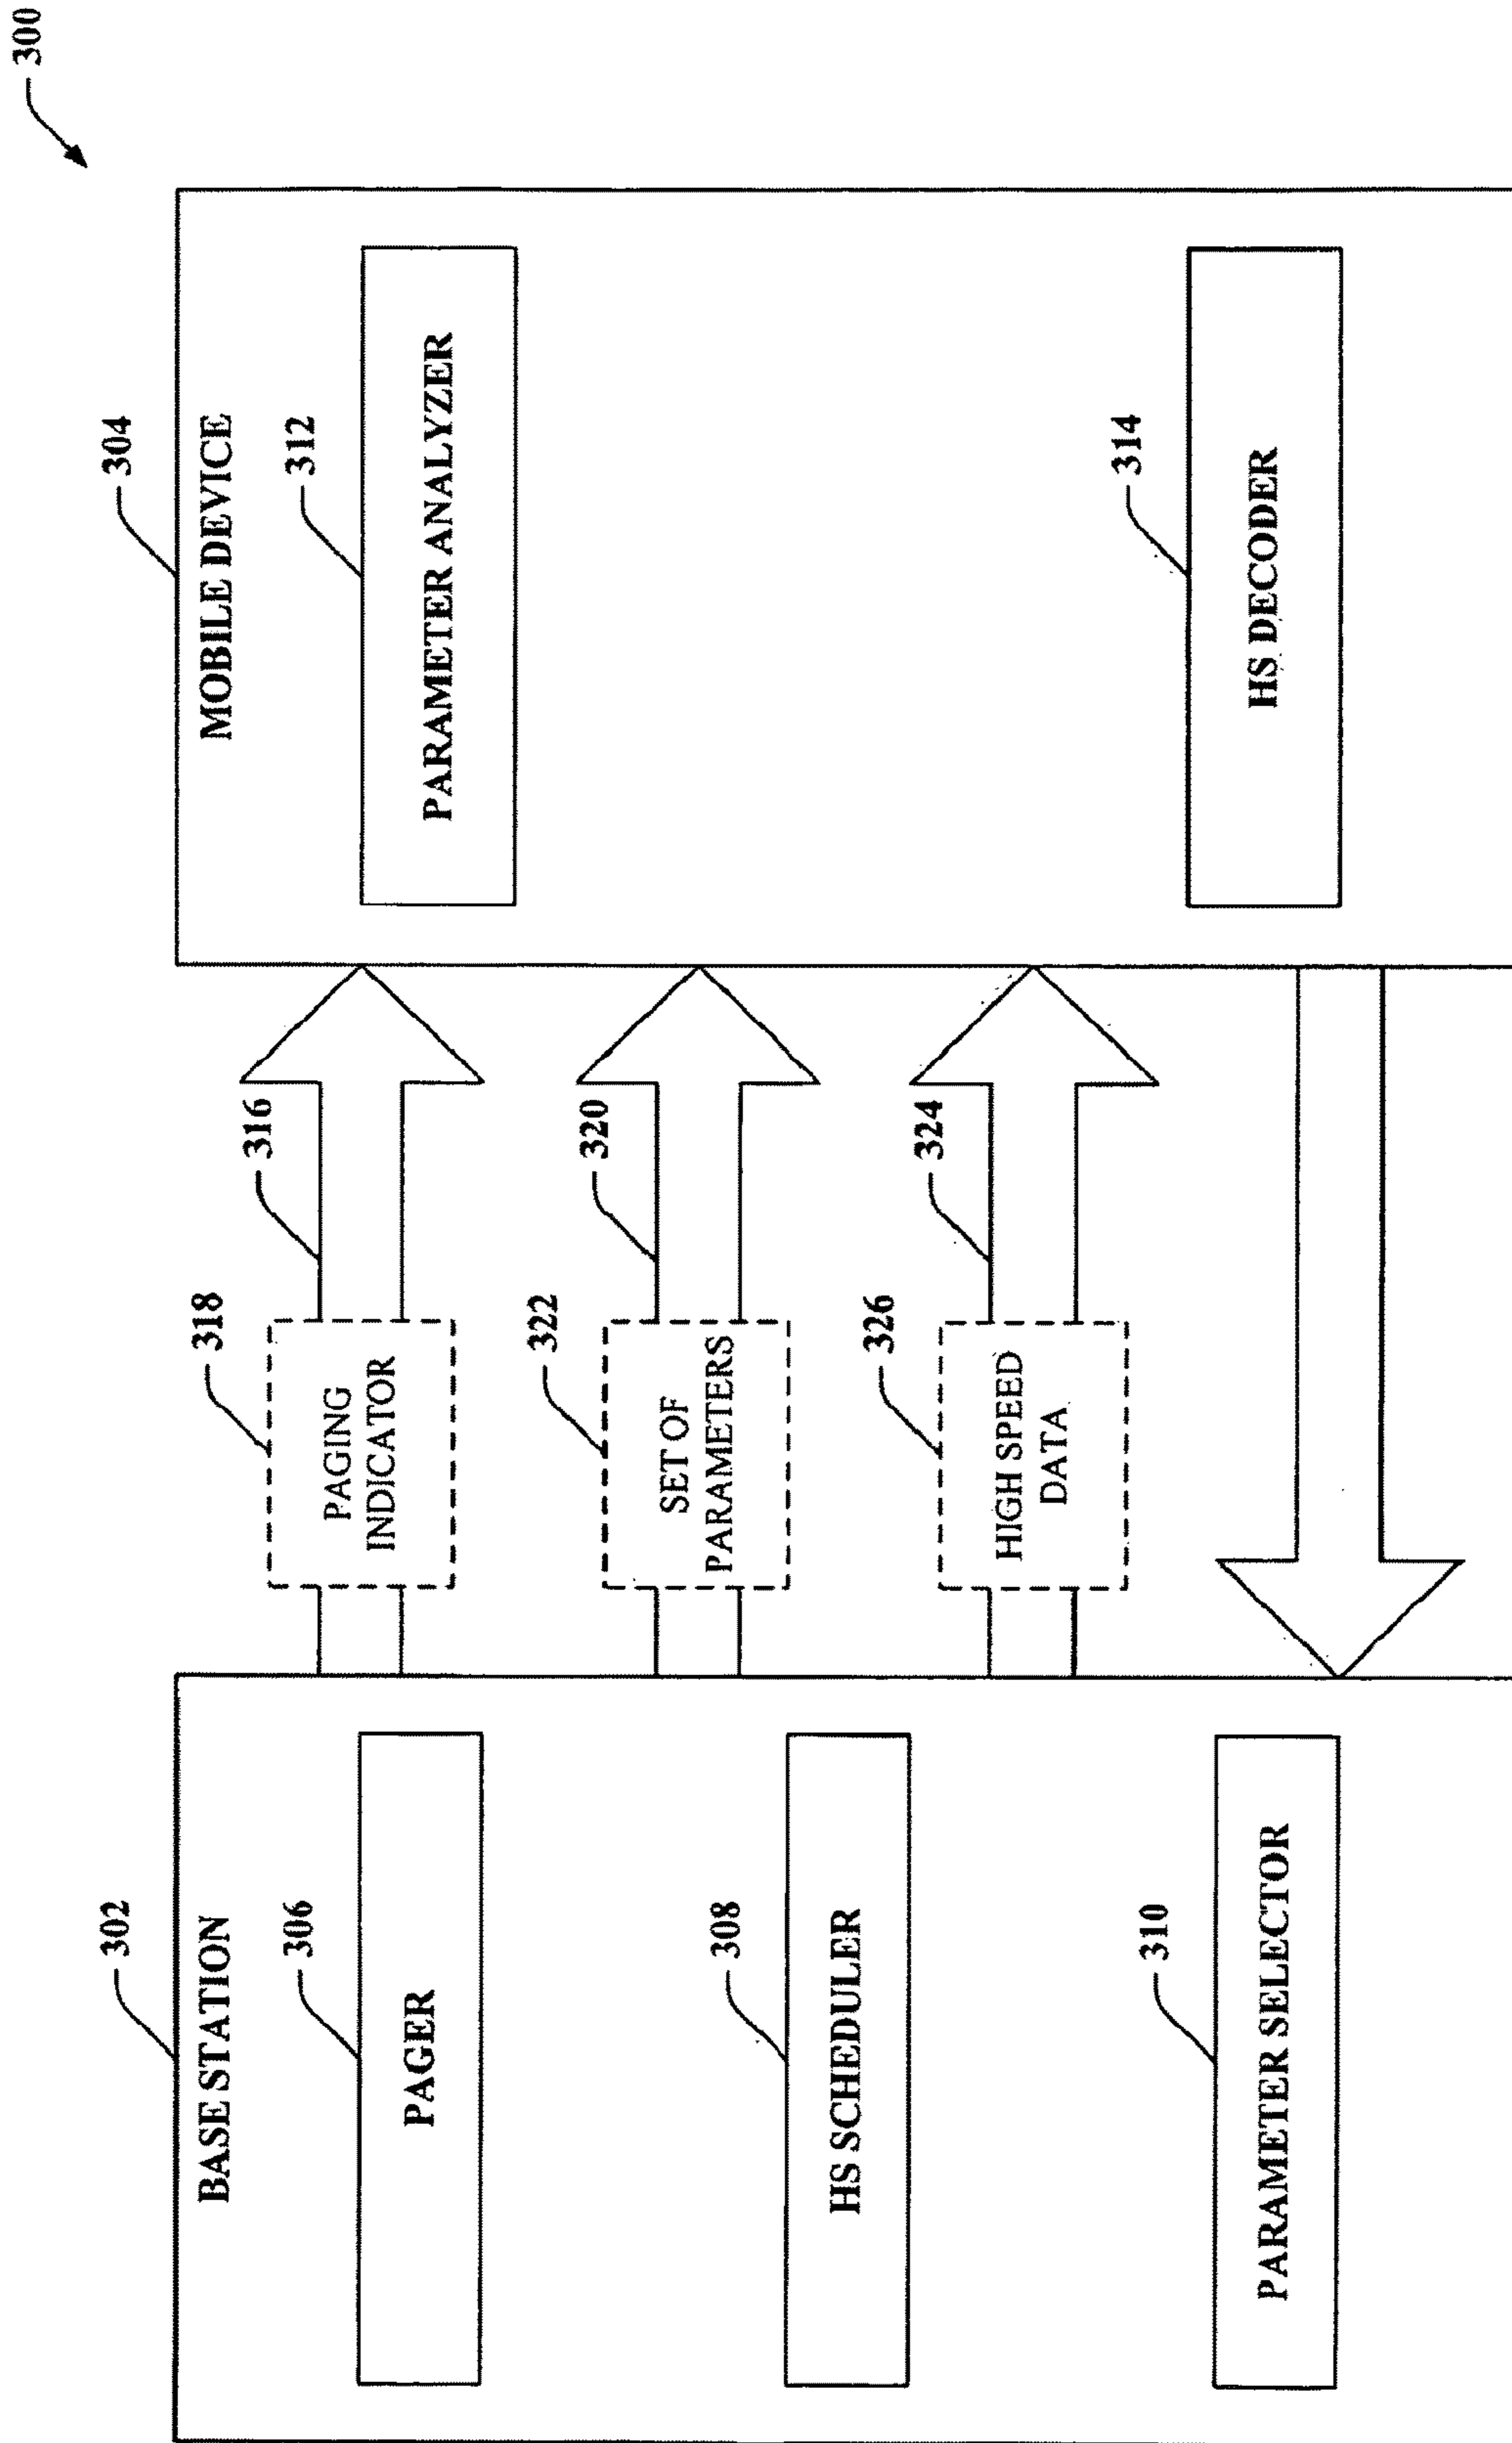 300
302
BASE STATION
306
PAGER
308
HS SCHEDULER
310
PARAMETER SELECTOR
318
PAGING
INDICATOR
316
322
SET OF
PARAMETERS
320
326
HIGH SPEED
DATA
324
304
MOBILE DEVICE
312
PARAMETER ANALYZER
314
HS DECODER